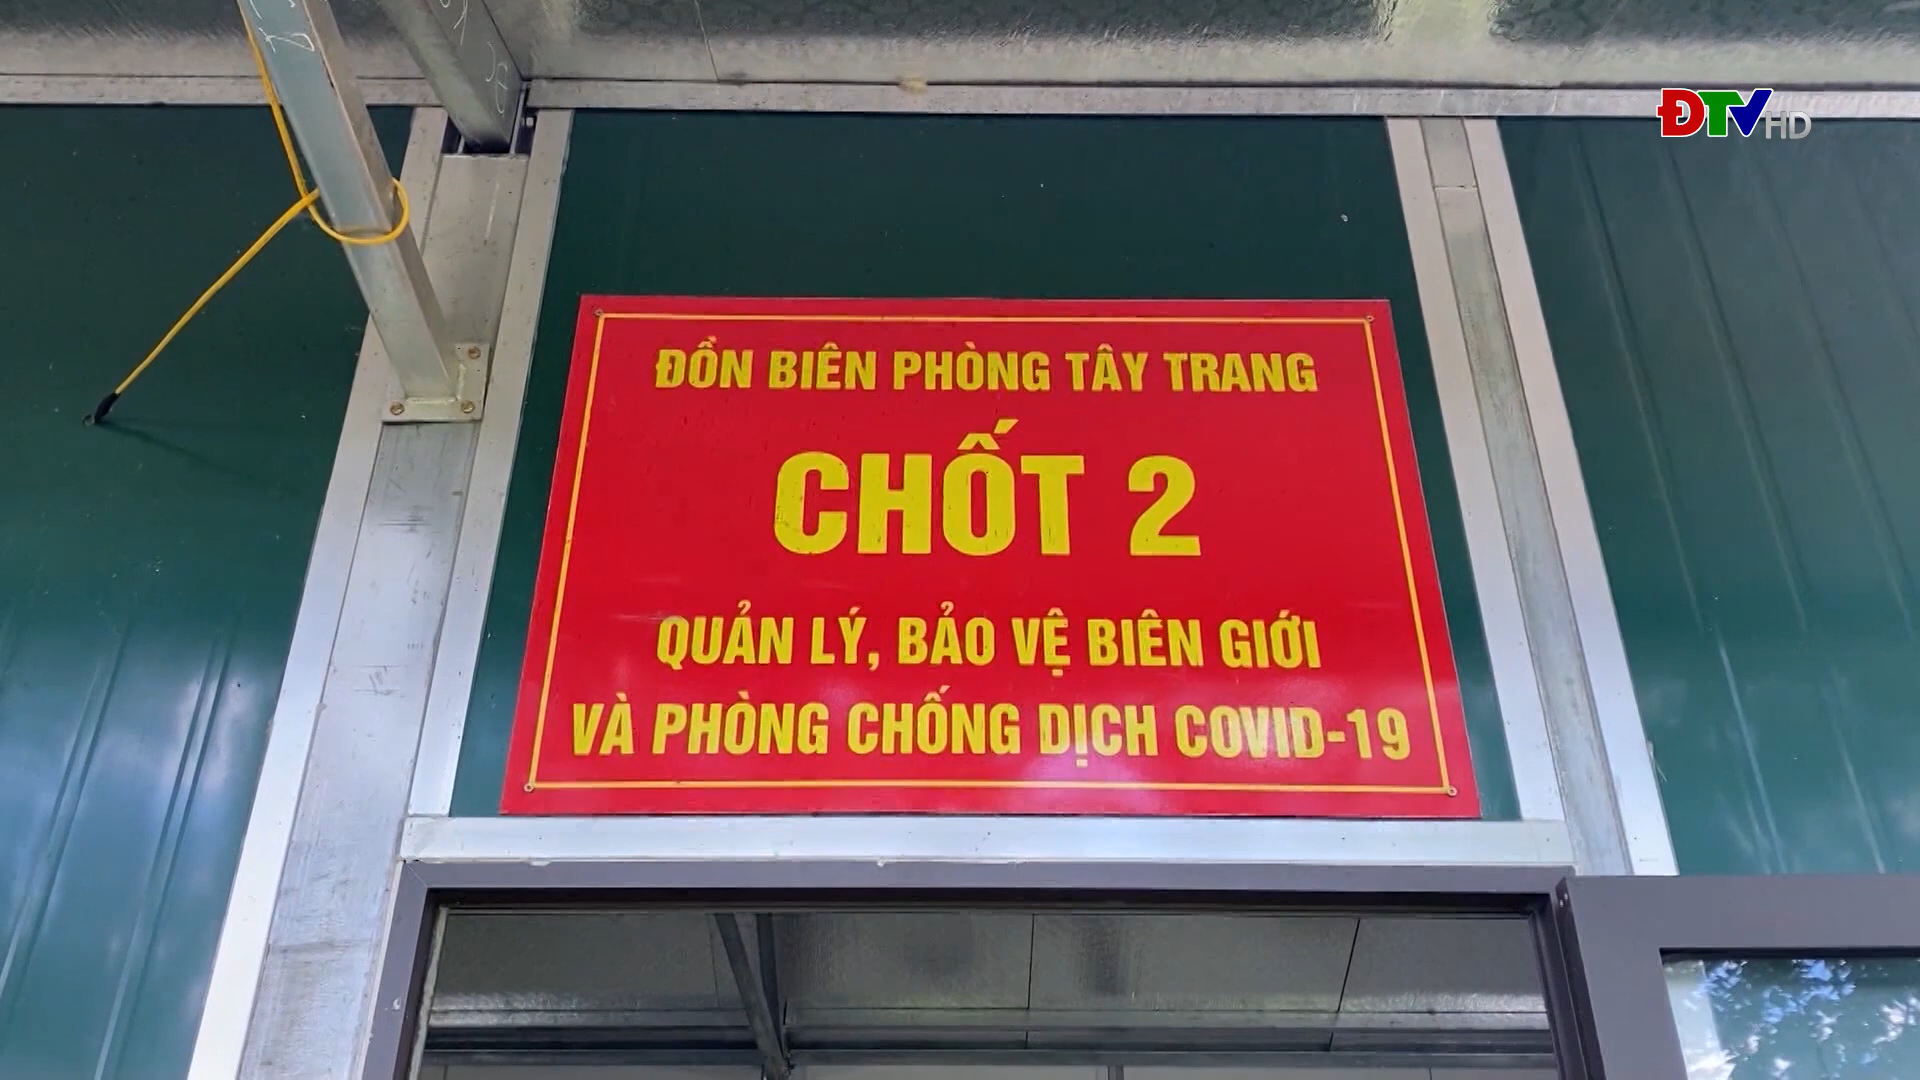 ĐTV HD
ĐỒN BIÊN PHÒNG TÂY TRANG
CHỐT 2
QUẢN LÝ, BẢO VỆ BIÊN GIỚI
VÀ PHÒNG CHỐNG DỊCH COVID-19